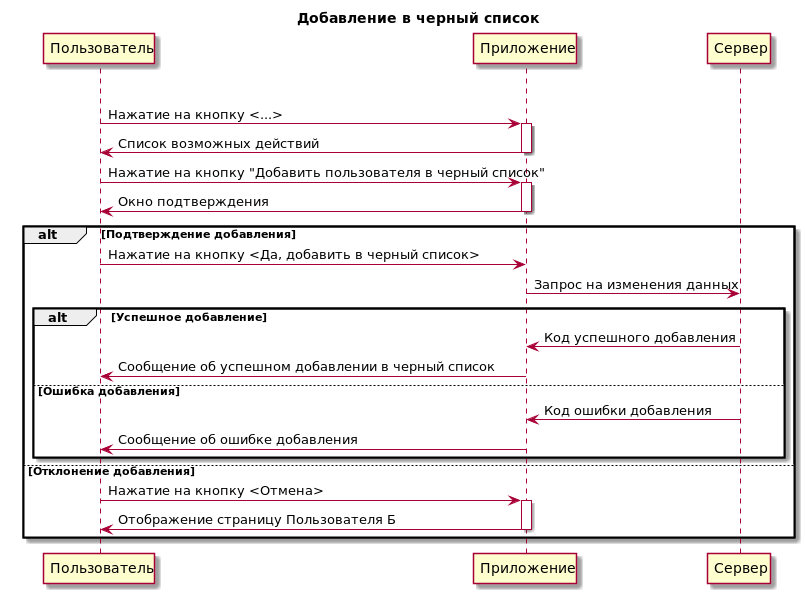 Добавление в черный список
Пользователь Приложение Сервер
Нажатие на кнопку <...>
Список возможных действий
Нажатие на кнопку "Добавить пользователя в черный список"
Окно подтверждения
alt [Подтверждение добавления]
Нажатие на кнопку <Да, добавить в черный список>
Запрос на изменения данных
alt [Успешное добавление]
Код успешного добавления
Сообщение об успешном добавлении в черный список
[Ошибка добавления]
Код ошибки добавления
Сообщение об ошибке добавления
[Отклонение добавления]
Нажатие на кнопку <Отмена>
Отображение страницу Пользователя Б
Пользователь Приложение Сервер